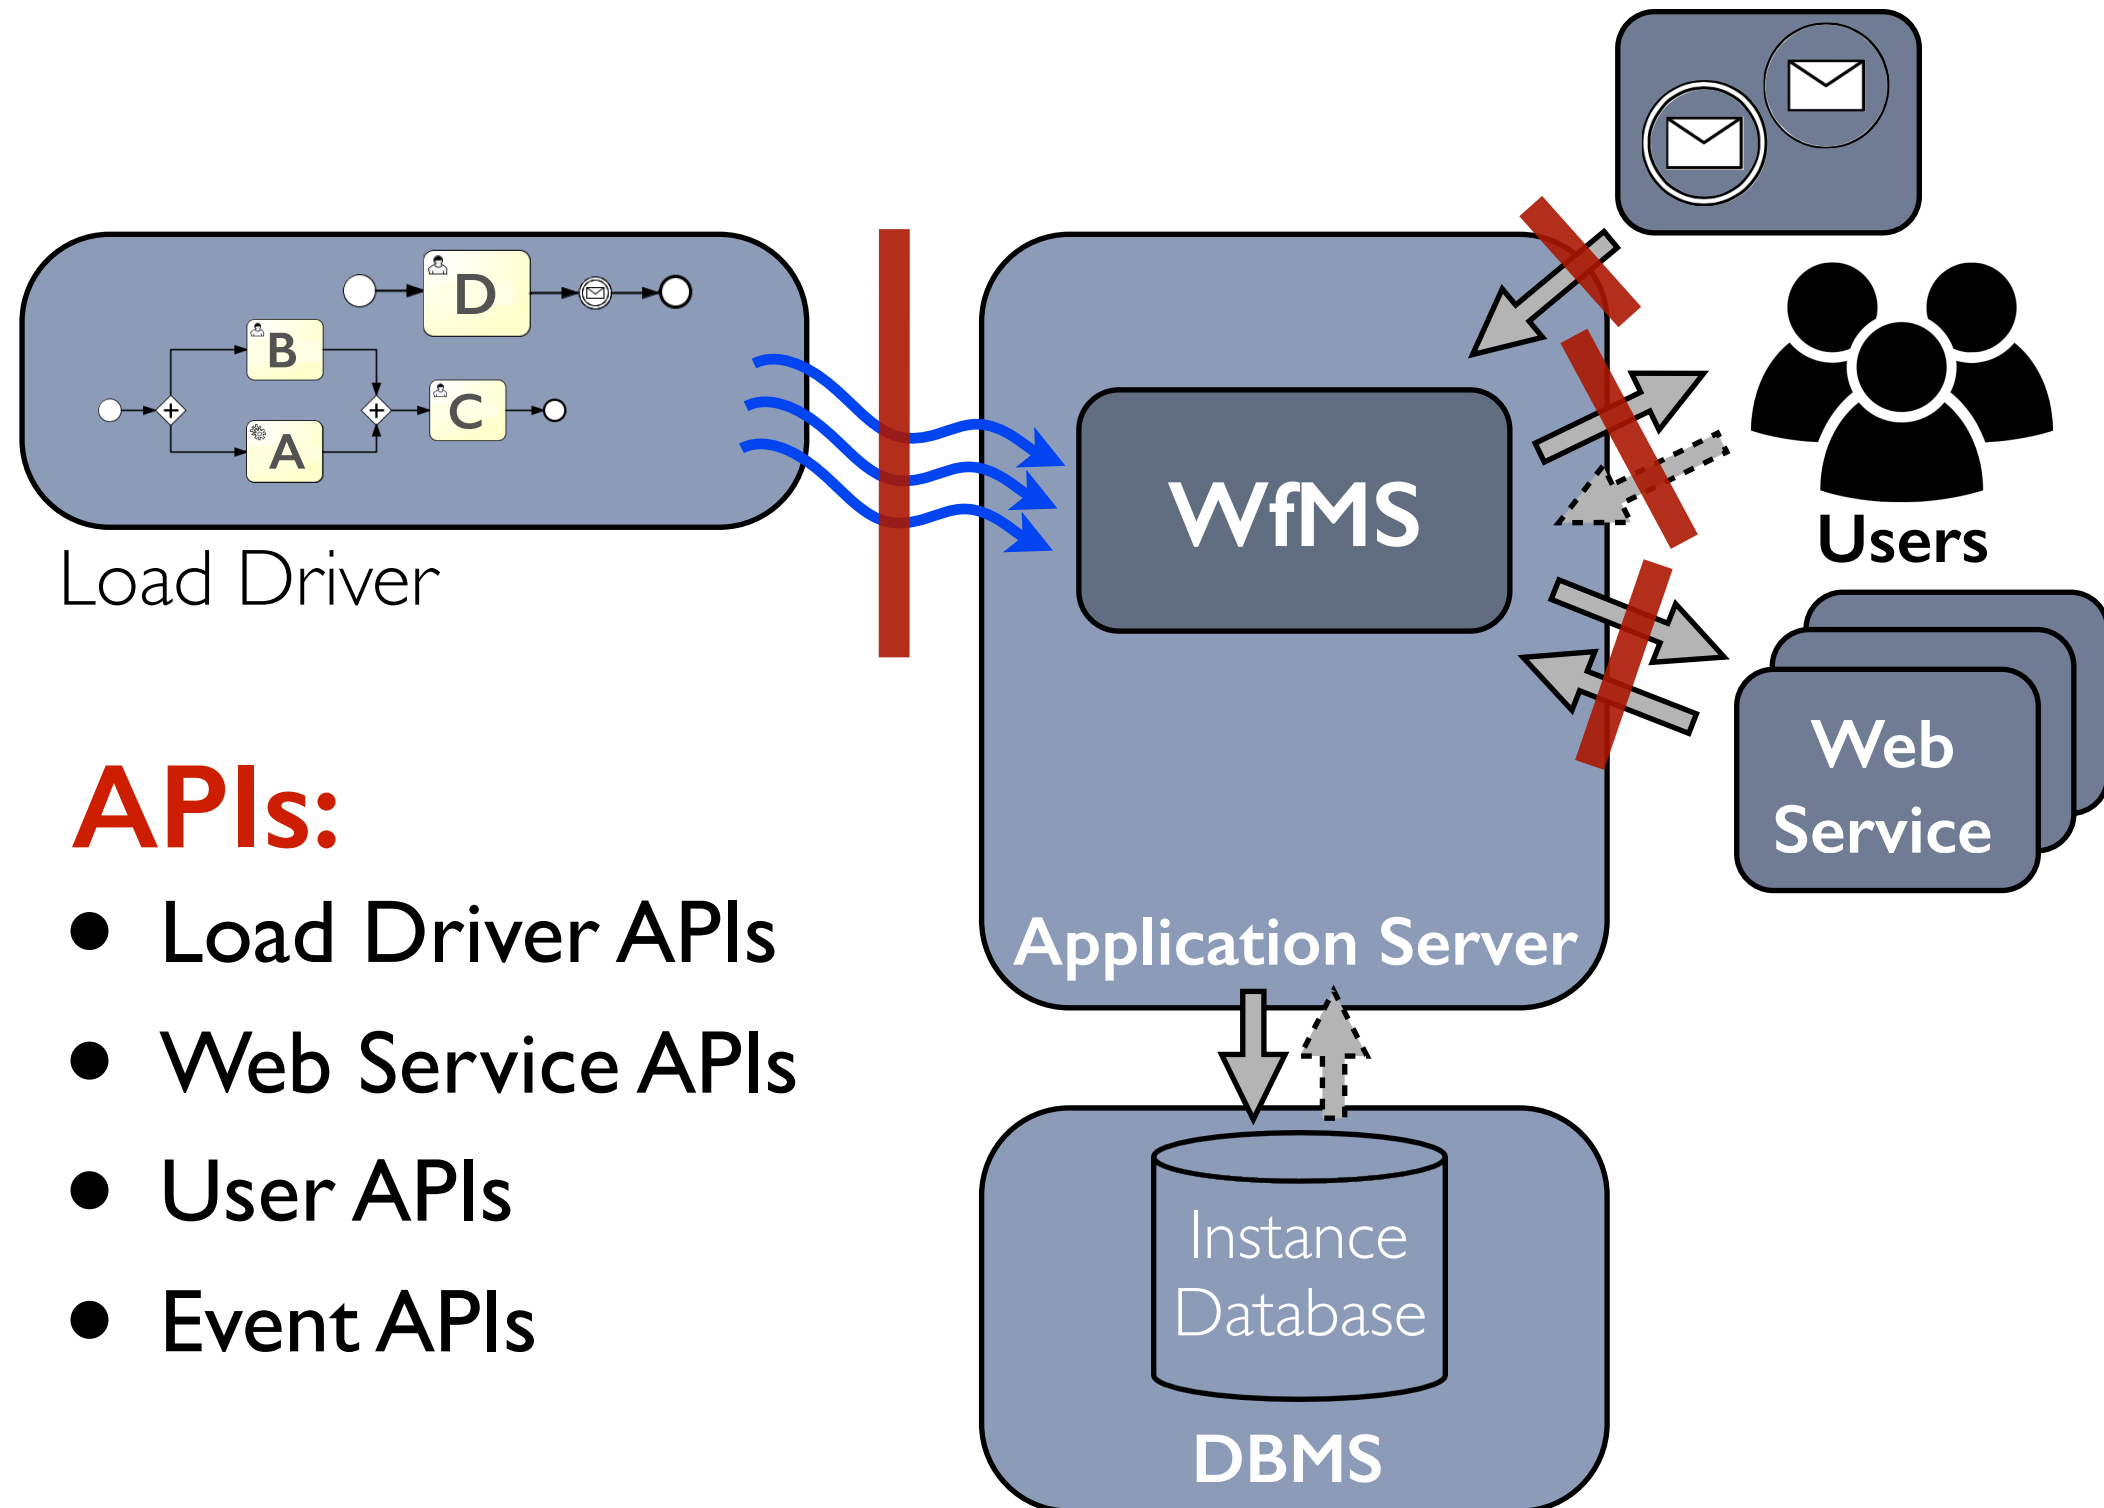 D
B
A
C
Load Driver
WfMS
Users
Web
Service
Application Server
Instance
Database
DBMS
APIs:
• Load Driver APIs
• Web Service APIs
• User APIs
• Event APIs